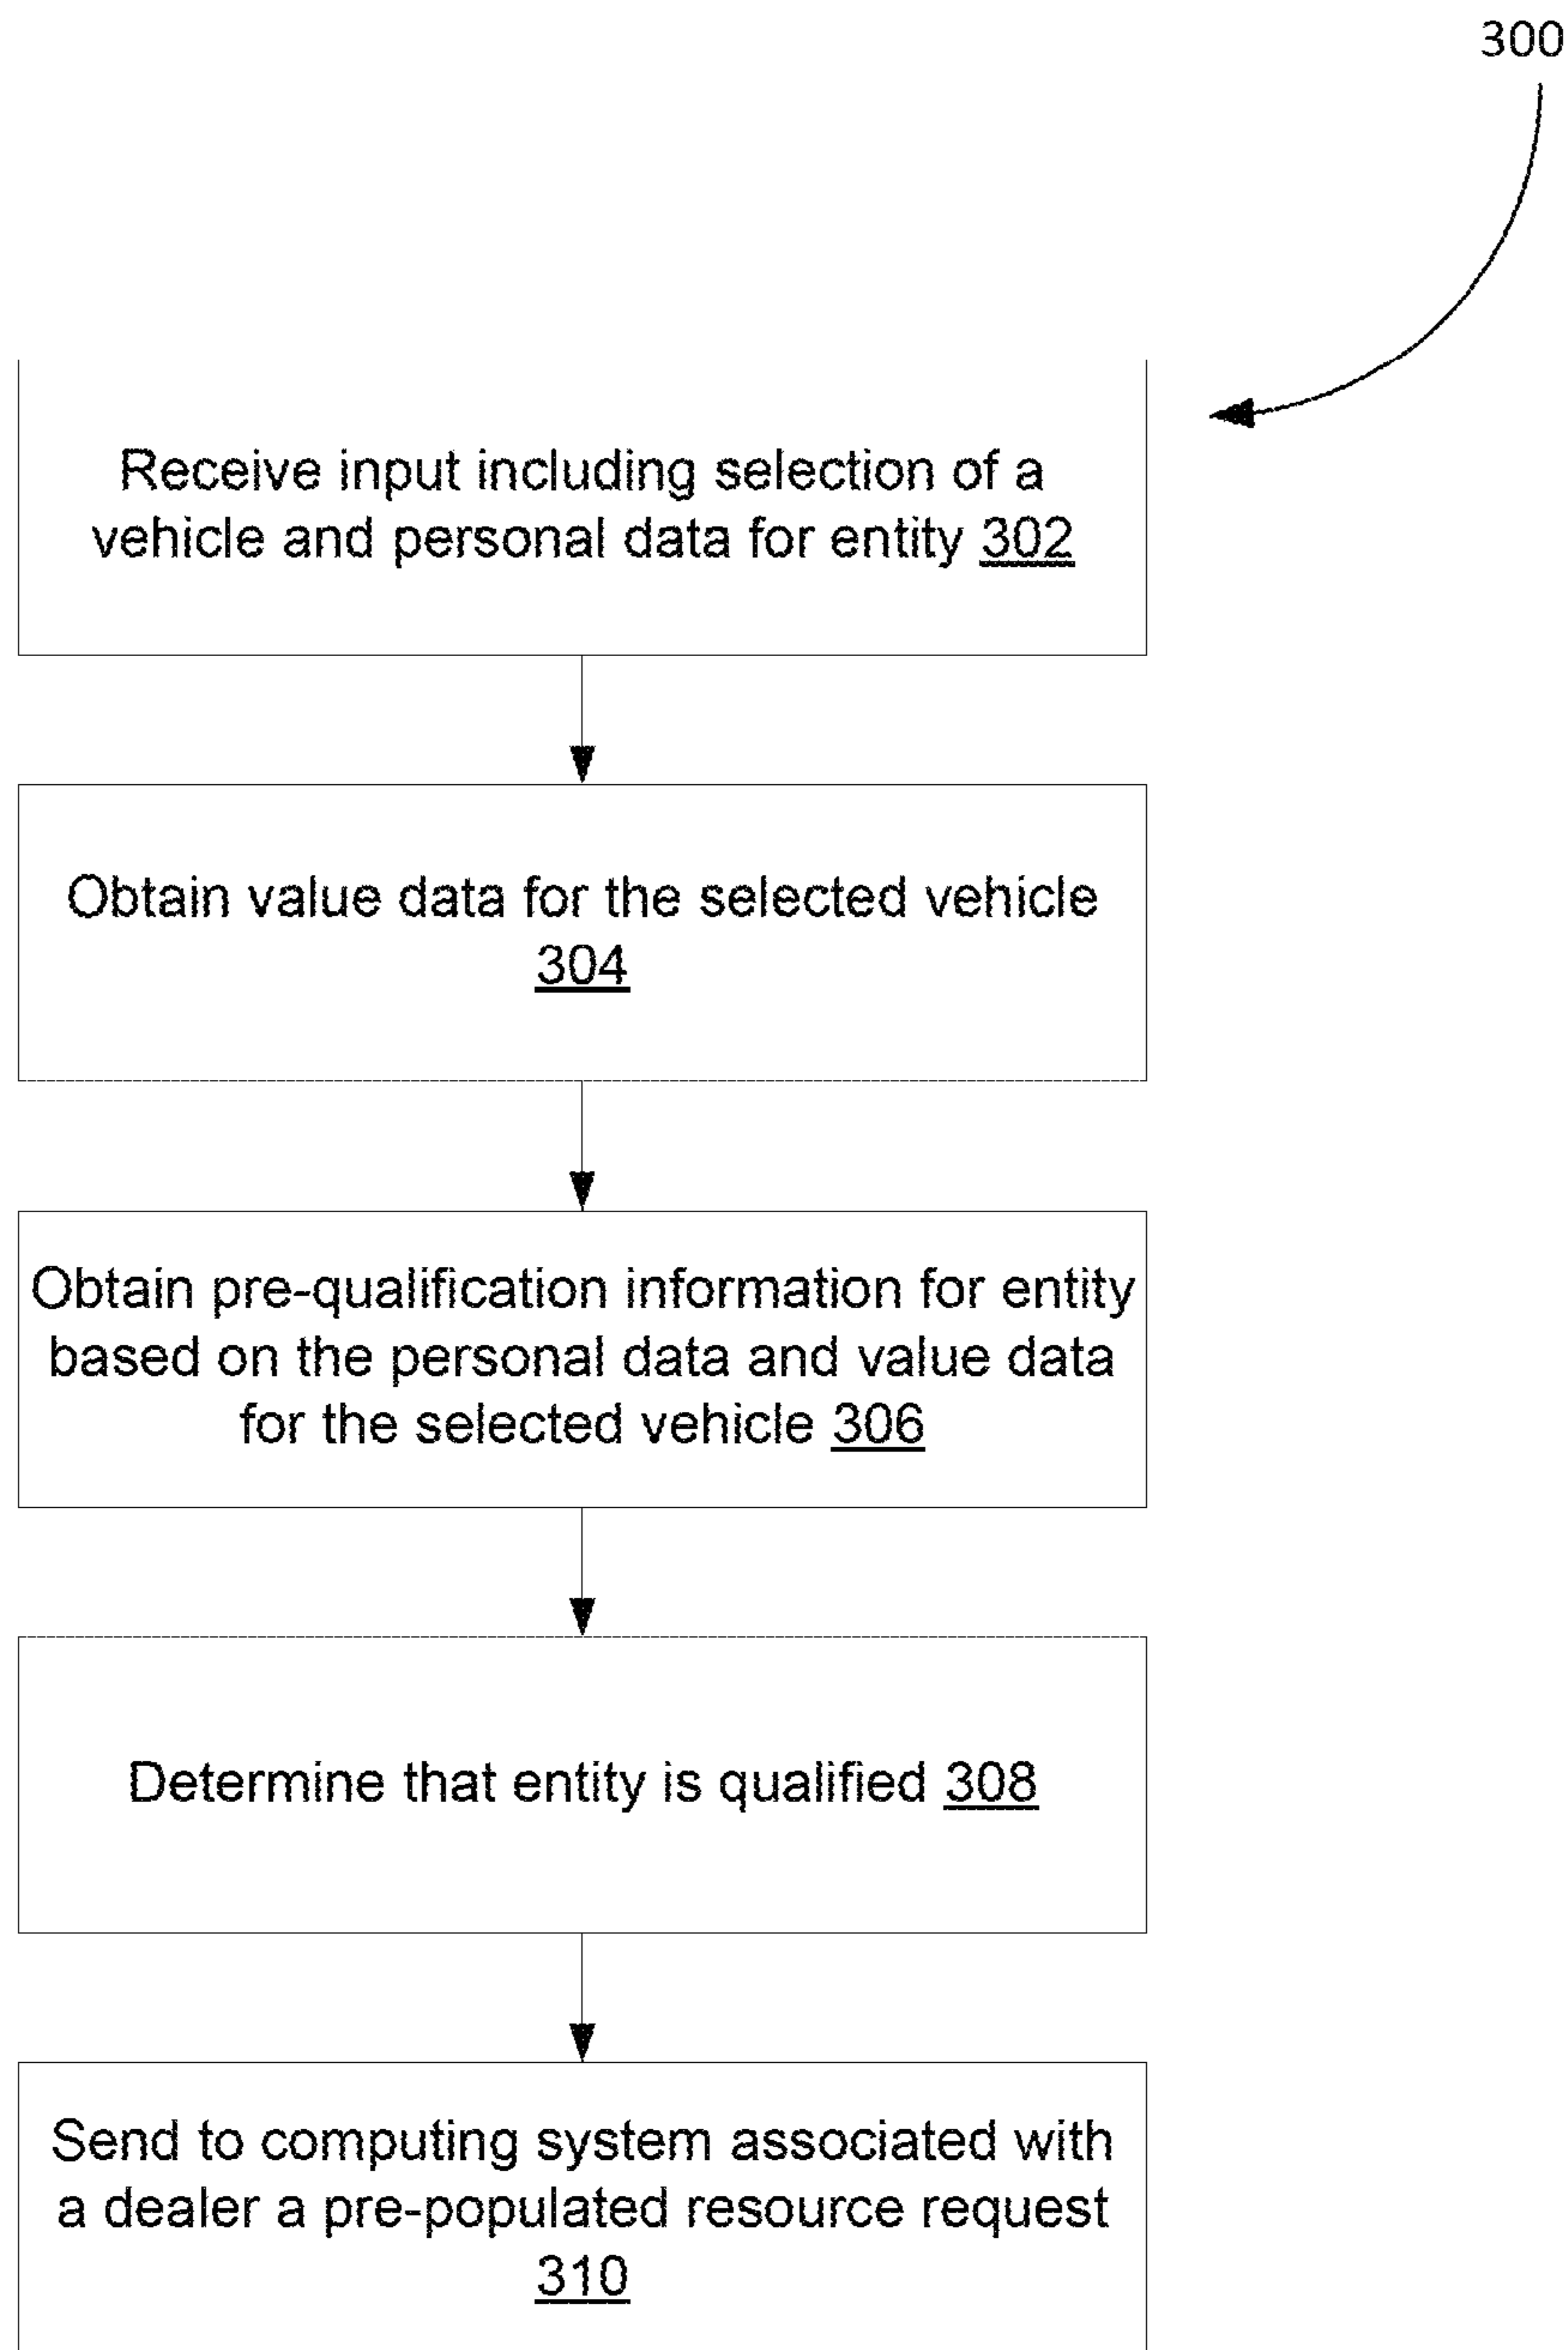 300
Receive input including selection of a
vehicle and personal data for entity 302
Obtain value data for the selected vehicle
304
Obtain pre-qualification information for entity
based on the personal data and value data
for the selected vehicle 306
Determine that entity is qualified 308
Send to computing system associated with
a dealer a pre-populated resource request
310